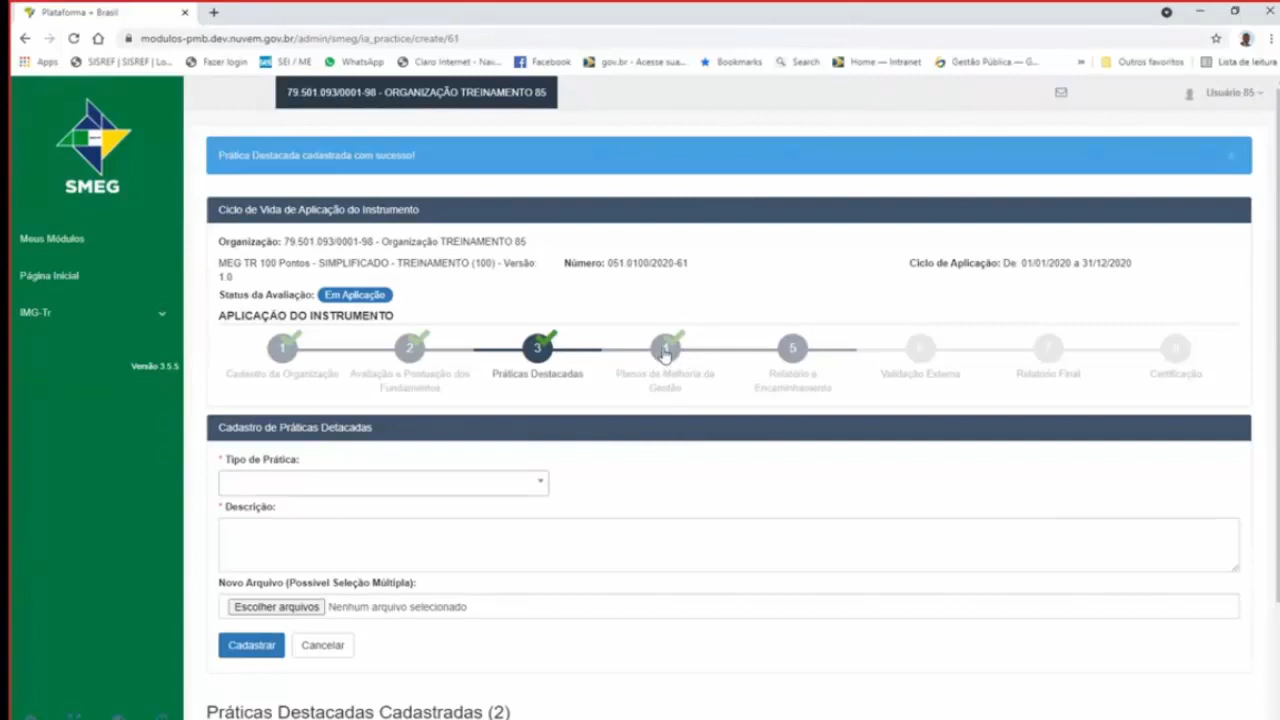 Plataforma + Brasil
modulos-pmb.dev.nuvem.gov.br/admin/smeg/ia_practice/create/61
Apps SISREF | SISREF | Lo... Fazer login SEI / ME WhatsApp Claro Internet - Nav... Facebook gov.br - Acesse sua... Bookmarks Search Home — Intranet Gestão Pública — G... » Outros favoritos Lista de leitura
79.501.093/0001-98 - ORGANIZAÇÃO TREINAMENTO 85
Usuário 85
SMEG
Meus Módulos
Página Inicial
IMG-Tr
Versão 3.5.5
Prática Destacada cadastrada com sucesso!
Ciclo de Vida de Aplicação do Instrumento
Organização: 79.501.093/0001-98 - Organização TREINAMENTO 85
MEG TR 100 Pontos - SIMPLIFICADO - TREINAMENTO (100) - Versão: 1.0
Número: 051.0100/2020-61
Ciclo de Aplicação: De: 01/01/2020 a 31/12/2020
Status da Avaliação: Em Aplicação
APLICAÇÃO DO INSTRUMENTO
1 2 3 4 5 6 7 8
Cadastro da Organização
Avaliação e Pontuação dos Fundamentos
Práticas Destacadas
Planos de Melhoria da Gestão
Relatório e Encaminhamento
Validação Externa
Relatório Final
Certificação
Cadastro de Práticas Detacadas
* Tipo de Prática:
* Descrição:
Novo Arquivo (Possível Seleção Múltipla):
Escolher arquivos Nenhum arquivo selecionado
Cadastrar Cancelar
Práticas Destacadas Cadastradas (2)